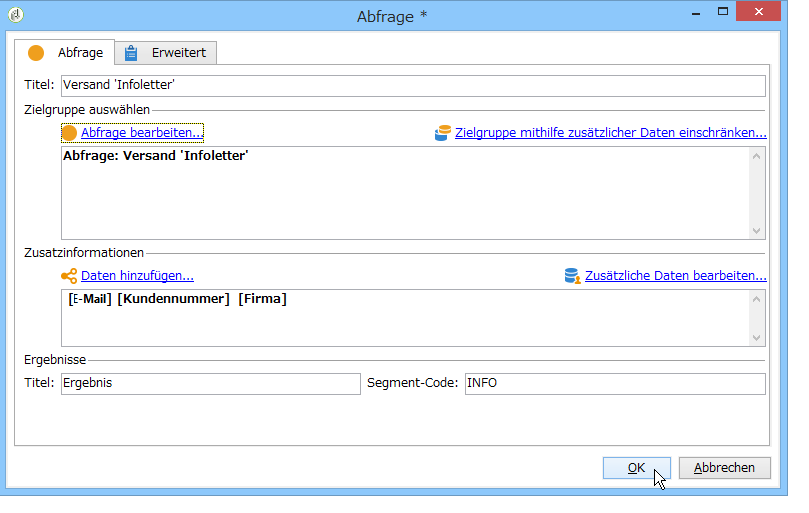 Abfrage *
Abfrage Erweitert
Titel: Versand 'Infoletter'
Zielgruppe auswählen
Abfrage bearbeiten... Zielgruppe mithilfe zusätzlicher Daten einschränken...
Abfrage: Versand 'Infoletter'
Zusatzinformationen
Daten hinzufügen... Zusätzliche Daten bearbeiten...
[E-Mail] [Kundennummer] [Firma]
Ergebnisse
Titel: Ergebnis Segment-Code: INFO
OK Abbrechen